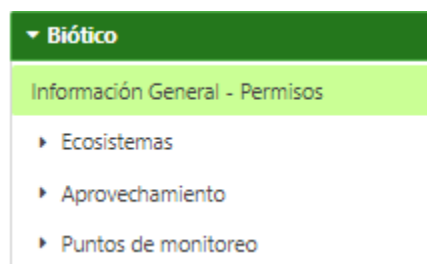 Biótico
Información General - Permisos
Ecosistemas
Aprovechamiento
Puntos de monitoreo